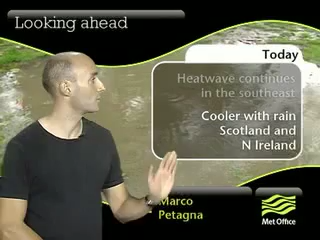 Looking ahead
Today
Heatwave continues
in the southeast
Cooler with rain
Scotland and
N Ireland
Marco
Petagna
Met Office